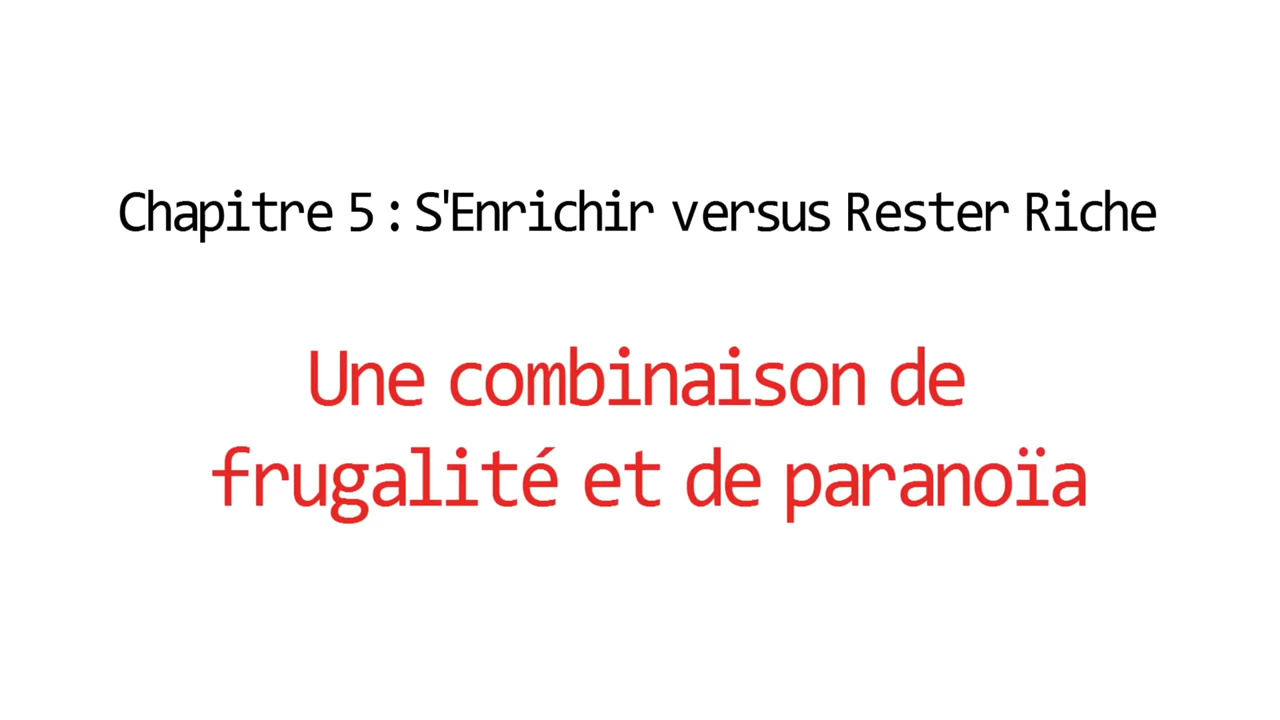 Chapitre 5 : S'Enrichir versus Rester Riche
Une combinaison de
frugalité et de paranoïa